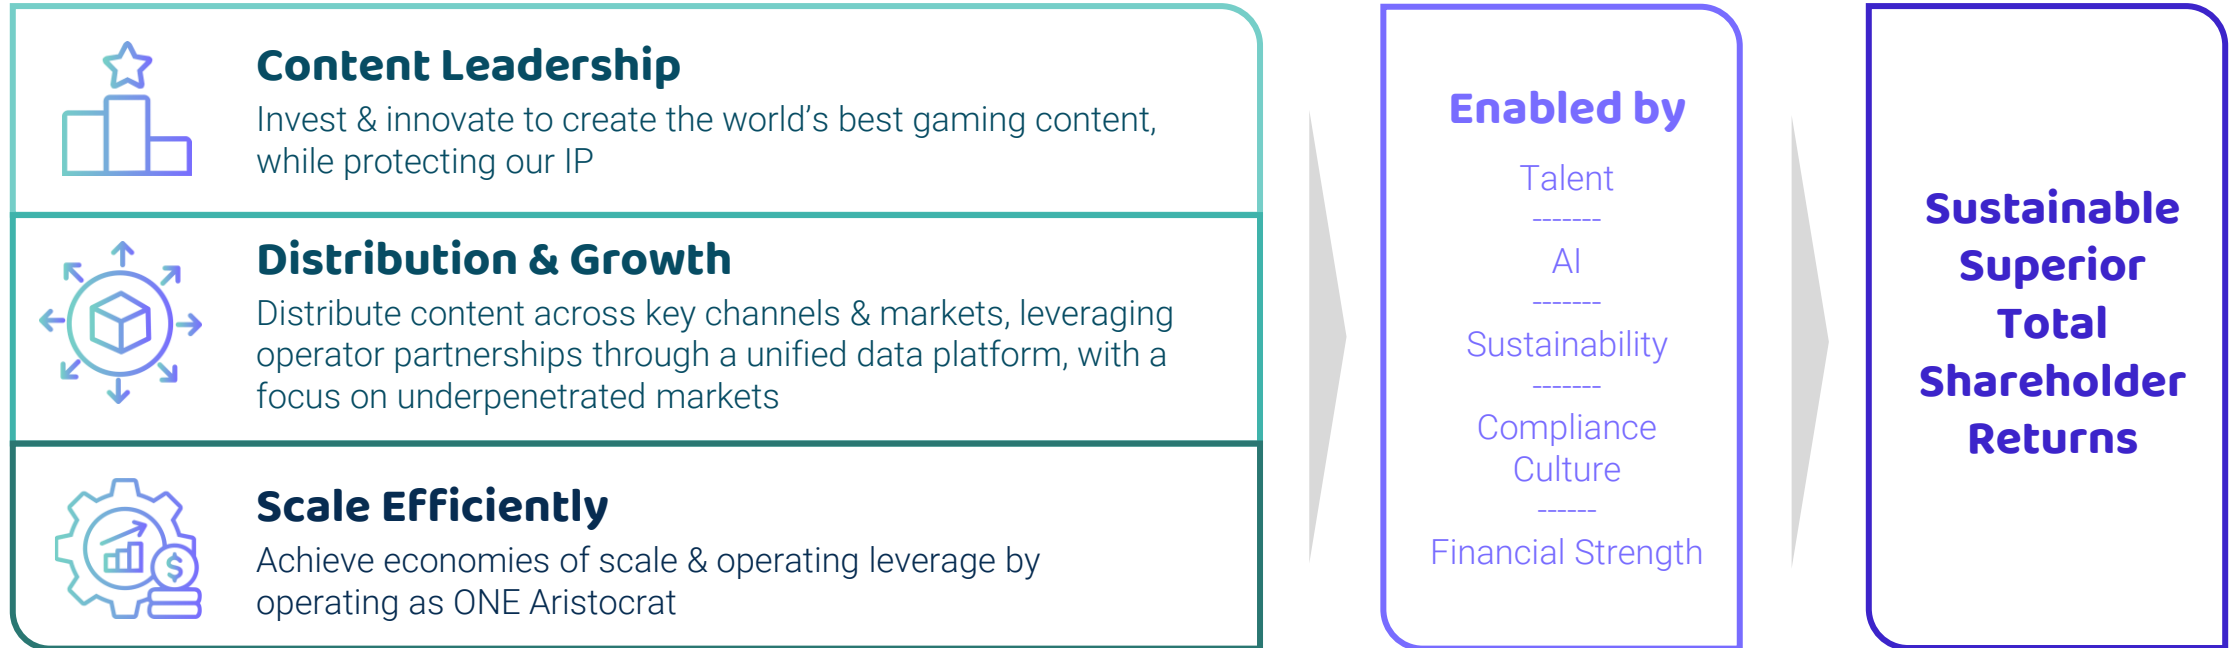 Content Leadership
Invest & innovate to create the world’s best gaming content,
while protecting our IP
Distribution & Growth
Distribute content across key channels & markets, leveraging
operator partnerships through a unified data platform, with a
focus on underpenetrated markets
Scale Efficiently
Achieve economies of scale & operating leverage by
operating as ONE Aristocrat
$
Enabled by
Talent
-------
AI
-------
Sustainability
-------
Compliance
Culture
------
Financial Strength
Sustainable
Superior
Total
Shareholder
Returns